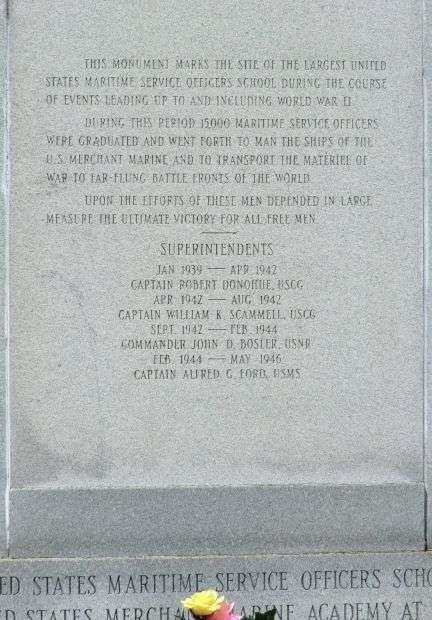 THIS MONUMENT MARKS THE SITE OF THE LARGEST UNITED
STATES MARITIME SERVICE OFFICERS SCHOOL DURING THE COURSE
OF EVENTS LEADING UP TO AND INCLUDING WORLD WAR II.
DURING THIS PERIOD 15000 MARITIME SERVICE OFFICERS
WERE GRADUATED AND WENT FORTH TO MAN THE SHIPS OF THE
U.S. MERCHANT MARINE AND TO TRANSPORT THE MATERIEL OF
WAR TO FAR-FLUNG BATTLE FRONTS OF THE WORLD.
UPON THE EFFORTS OF THESE MEN DEPENDED IN LARGE
MEASURE THE ULTIMATE VICTORY FOR ALL FREE MEN
SUPERINTENDENTS
JAN 1939 — APR 1942
CAPTAIN ROBERT DONOHUE, USCG
APR 1942 — AUG 1942
CAPTAIN WILLIAM K. SCAMMELL, USCG
SEPT 1942 — FEB 1944
COMMANDER JOHN D. BOSLER, USNR
FEB 1944 — MAY 1946
CAPTAIN ALFRED G. FORD, USMS
ED STATES MARITIME SERVICE OFFICERS SCHO
D STATES MERCHA ARINE ACADEMY AT